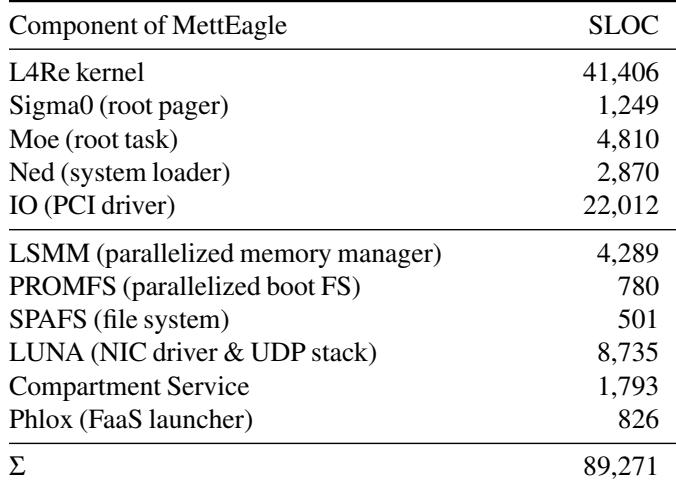 Component of MettEagle SLOC
L4Re kernel 41,406
Sigma0 (root pager) 1,249
Moe (root task) 4,810
Ned (system loader) 2,870
IO (PCI driver) 22,012
LSMM (parallelized memory manager) 4,289
PROMFS (parallelized boot FS) 780
SPAFS (file system) 501
LUNA (NIC driver & UDP stack) 8,735
Compartment Service 1,793
Phlox (FaaS launcher) 826
Σ 89,271